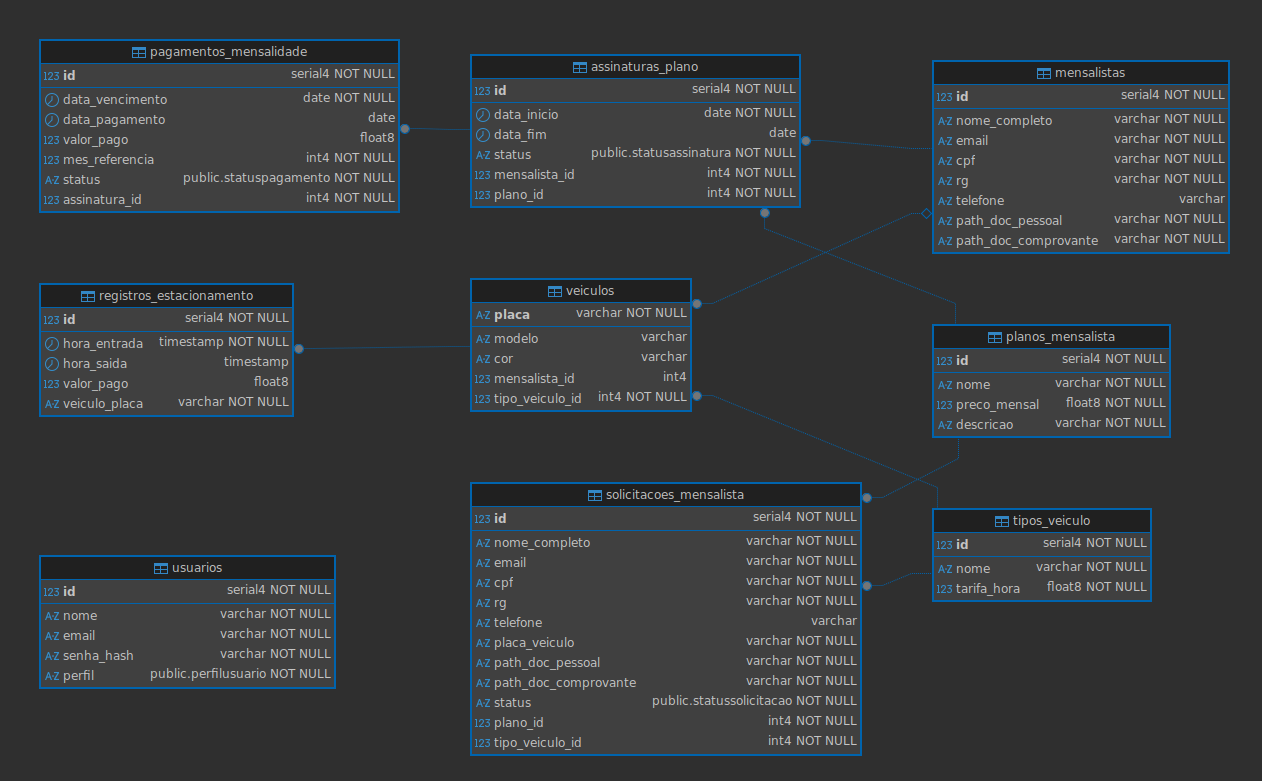 pagamentos_mensalidade
123 id serial4 NOT NULL
data_vencimento date NOT NULL
data_pagamento date
123 valor_pago float8
123 mes_referencia int4 NOT NULL
A-Z status public.statuspagamento NOT NULL
123 assinatura_id int4 NOT NULL
assinaturas_plano
123 id serial4 NOT NULL
data_inicio date NOT NULL
data_fim date
A-Z status public.statusassinatura NOT NULL
123 mensalista_id int4 NOT NULL
123 plano_id int4 NOT NULL
mensalistas
123 id serial4 NOT NULL
A-Z nome_completo varchar NOT NULL
A-Z email varchar NOT NULL
A-Z cpf varchar NOT NULL
A-Z rg varchar NOT NULL
A-Z telefone varchar
A-Z path_doc_pessoal varchar NOT NULL
A-Z path_doc_comprovante varchar NOT NULL
registros_estacionamento
123 id serial4 NOT NULL
hora_entrada timestamp NOT NULL
hora_saida timestamp
123 valor_pago float8
A-Z veiculo_placa varchar NOT NULL
veiculos
A-Z placa varchar NOT NULL
A-Z modelo varchar
A-Z cor varchar
123 mensalista_id int4
123 tipo_veiculo_id int4 NOT NULL
planos_mensalista
123 id serial4 NOT NULL
A-Z nome varchar NOT NULL
123 preco_mensal float8 NOT NULL
A-Z descricao varchar NOT NULL
solicitacoes_mensalista
123 id serial4 NOT NULL
A-Z nome_completo varchar NOT NULL
A-Z email varchar NOT NULL
A-Z cpf varchar NOT NULL
A-Z rg varchar NOT NULL
A-Z telefone varchar
A-Z placa_veiculo varchar NOT NULL
A-Z path_doc_pessoal varchar NOT NULL
A-Z path_doc_comprovante varchar NOT NULL
A-Z status public.statussolicitacao NOT NULL
123 plano_id int4 NOT NULL
123 tipo_veiculo_id int4 NOT NULL
tipos_veiculo
123 id serial4 NOT NULL
A-Z nome varchar NOT NULL
123 tarifa_hora float8 NOT NULL
usuarios
123 id serial4 NOT NULL
A-Z nome varchar NOT NULL
A-Z email varchar NOT NULL
A-Z senha_hash varchar NOT NULL
A-Z perfil public.perfilusuario NOT NULL